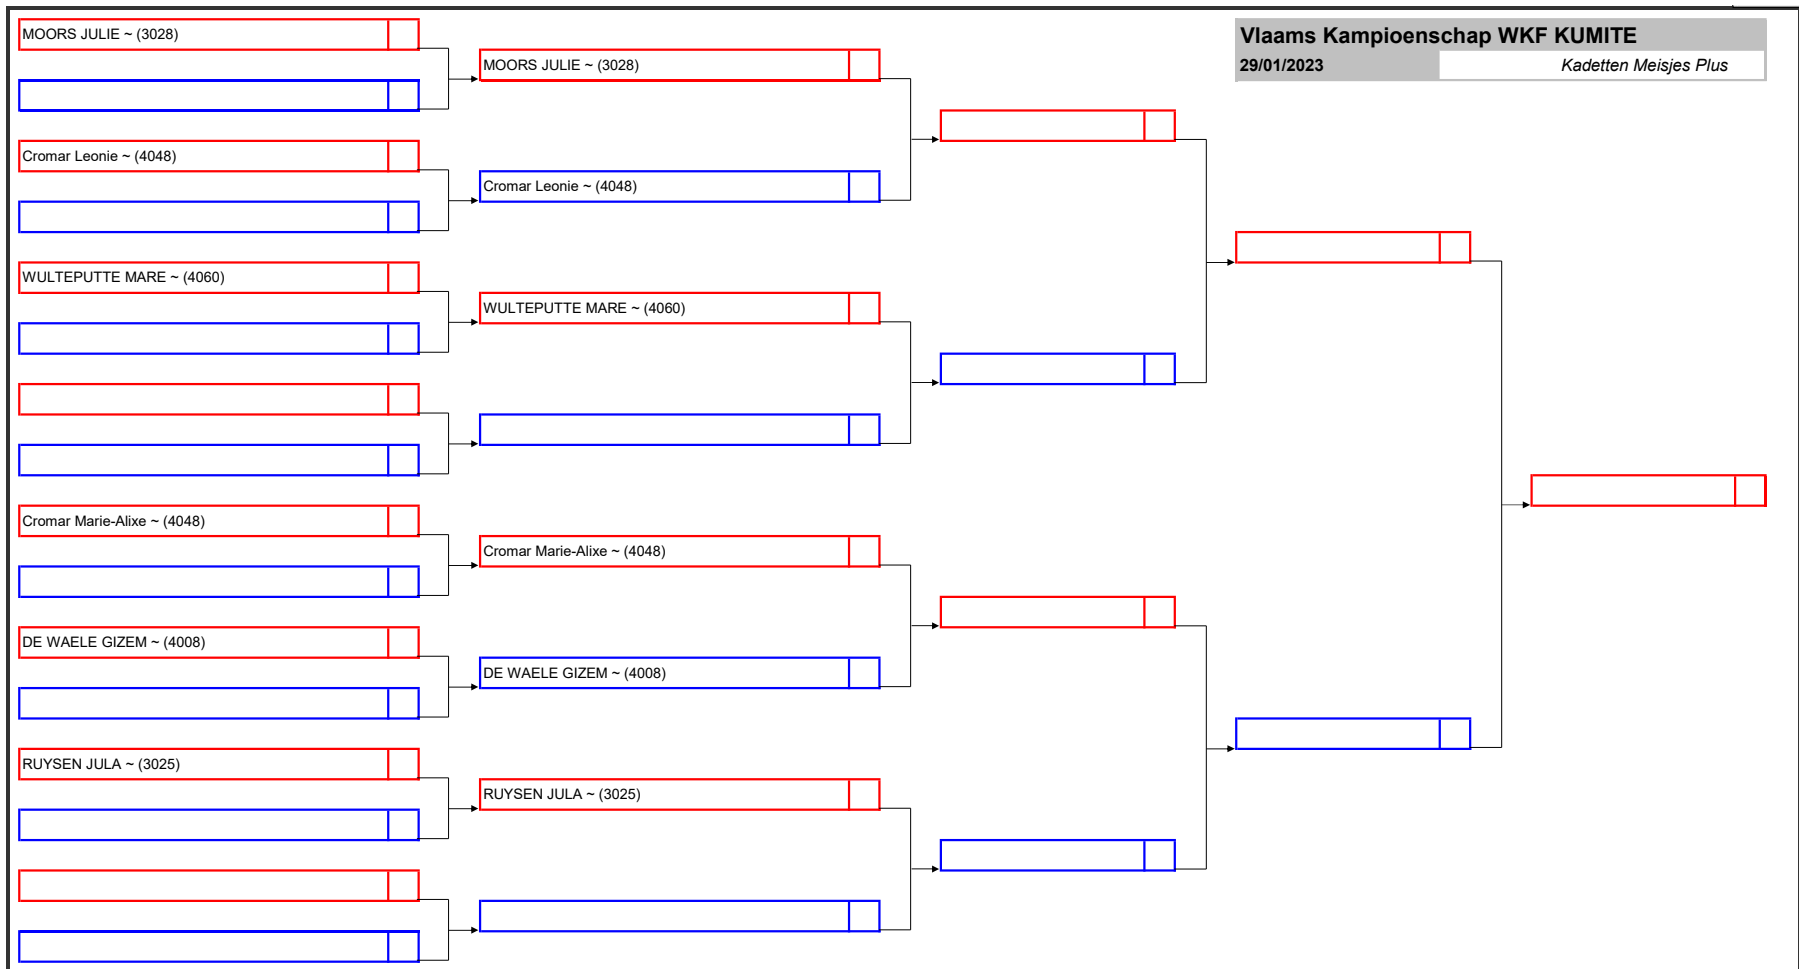 Vlaams Kampioenschap WKF KUMITE
29/01/2023 Kadetten Meisjes Plus
MOORS JULIE ~ (3028)
Cromar Leonie ~ (4048)
WULTEPUTTE MARE ~ (4060)
Cromar Marie-Alixe ~ (4048)
DE WAELE GIZEM ~ (4008)
RUYSEN JULA ~ (3025)
MOORS JULIE ~ (3028)
Cromar Leonie ~ (4048)
WULTEPUTTE MARE ~ (4060)
Cromar Marie-Alixe ~ (4048)
DE WAELE GIZEM ~ (4008)
RUYSEN JULA ~ (3025)